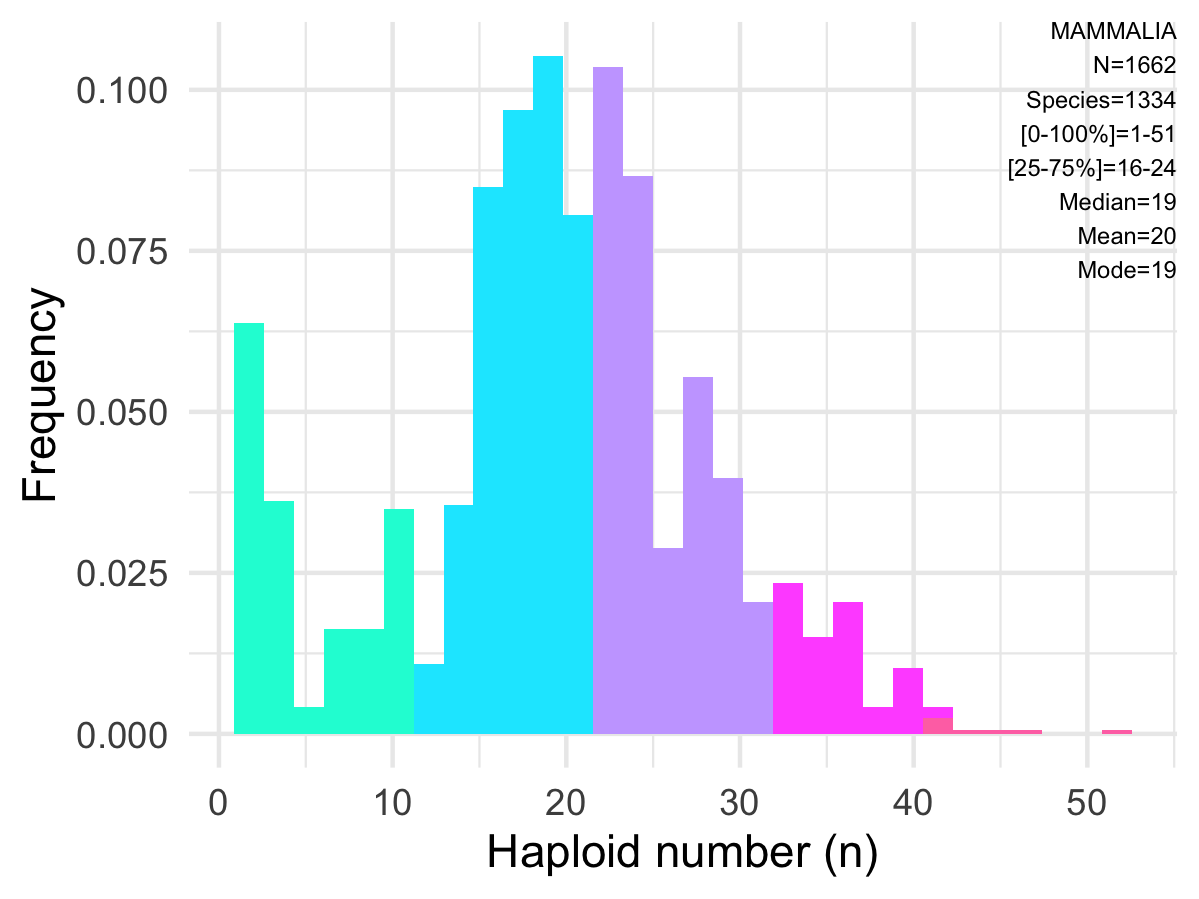 MAMMALIA
N=1662
Species=1334
[0-100%]=1-51
[25-75%]=16-24
Median=19
Mean=20
Mode=19
Frequency
0.100
0.075
0.050
0.025
0.000
0 10 20 30 40 50
Haploid number (n)